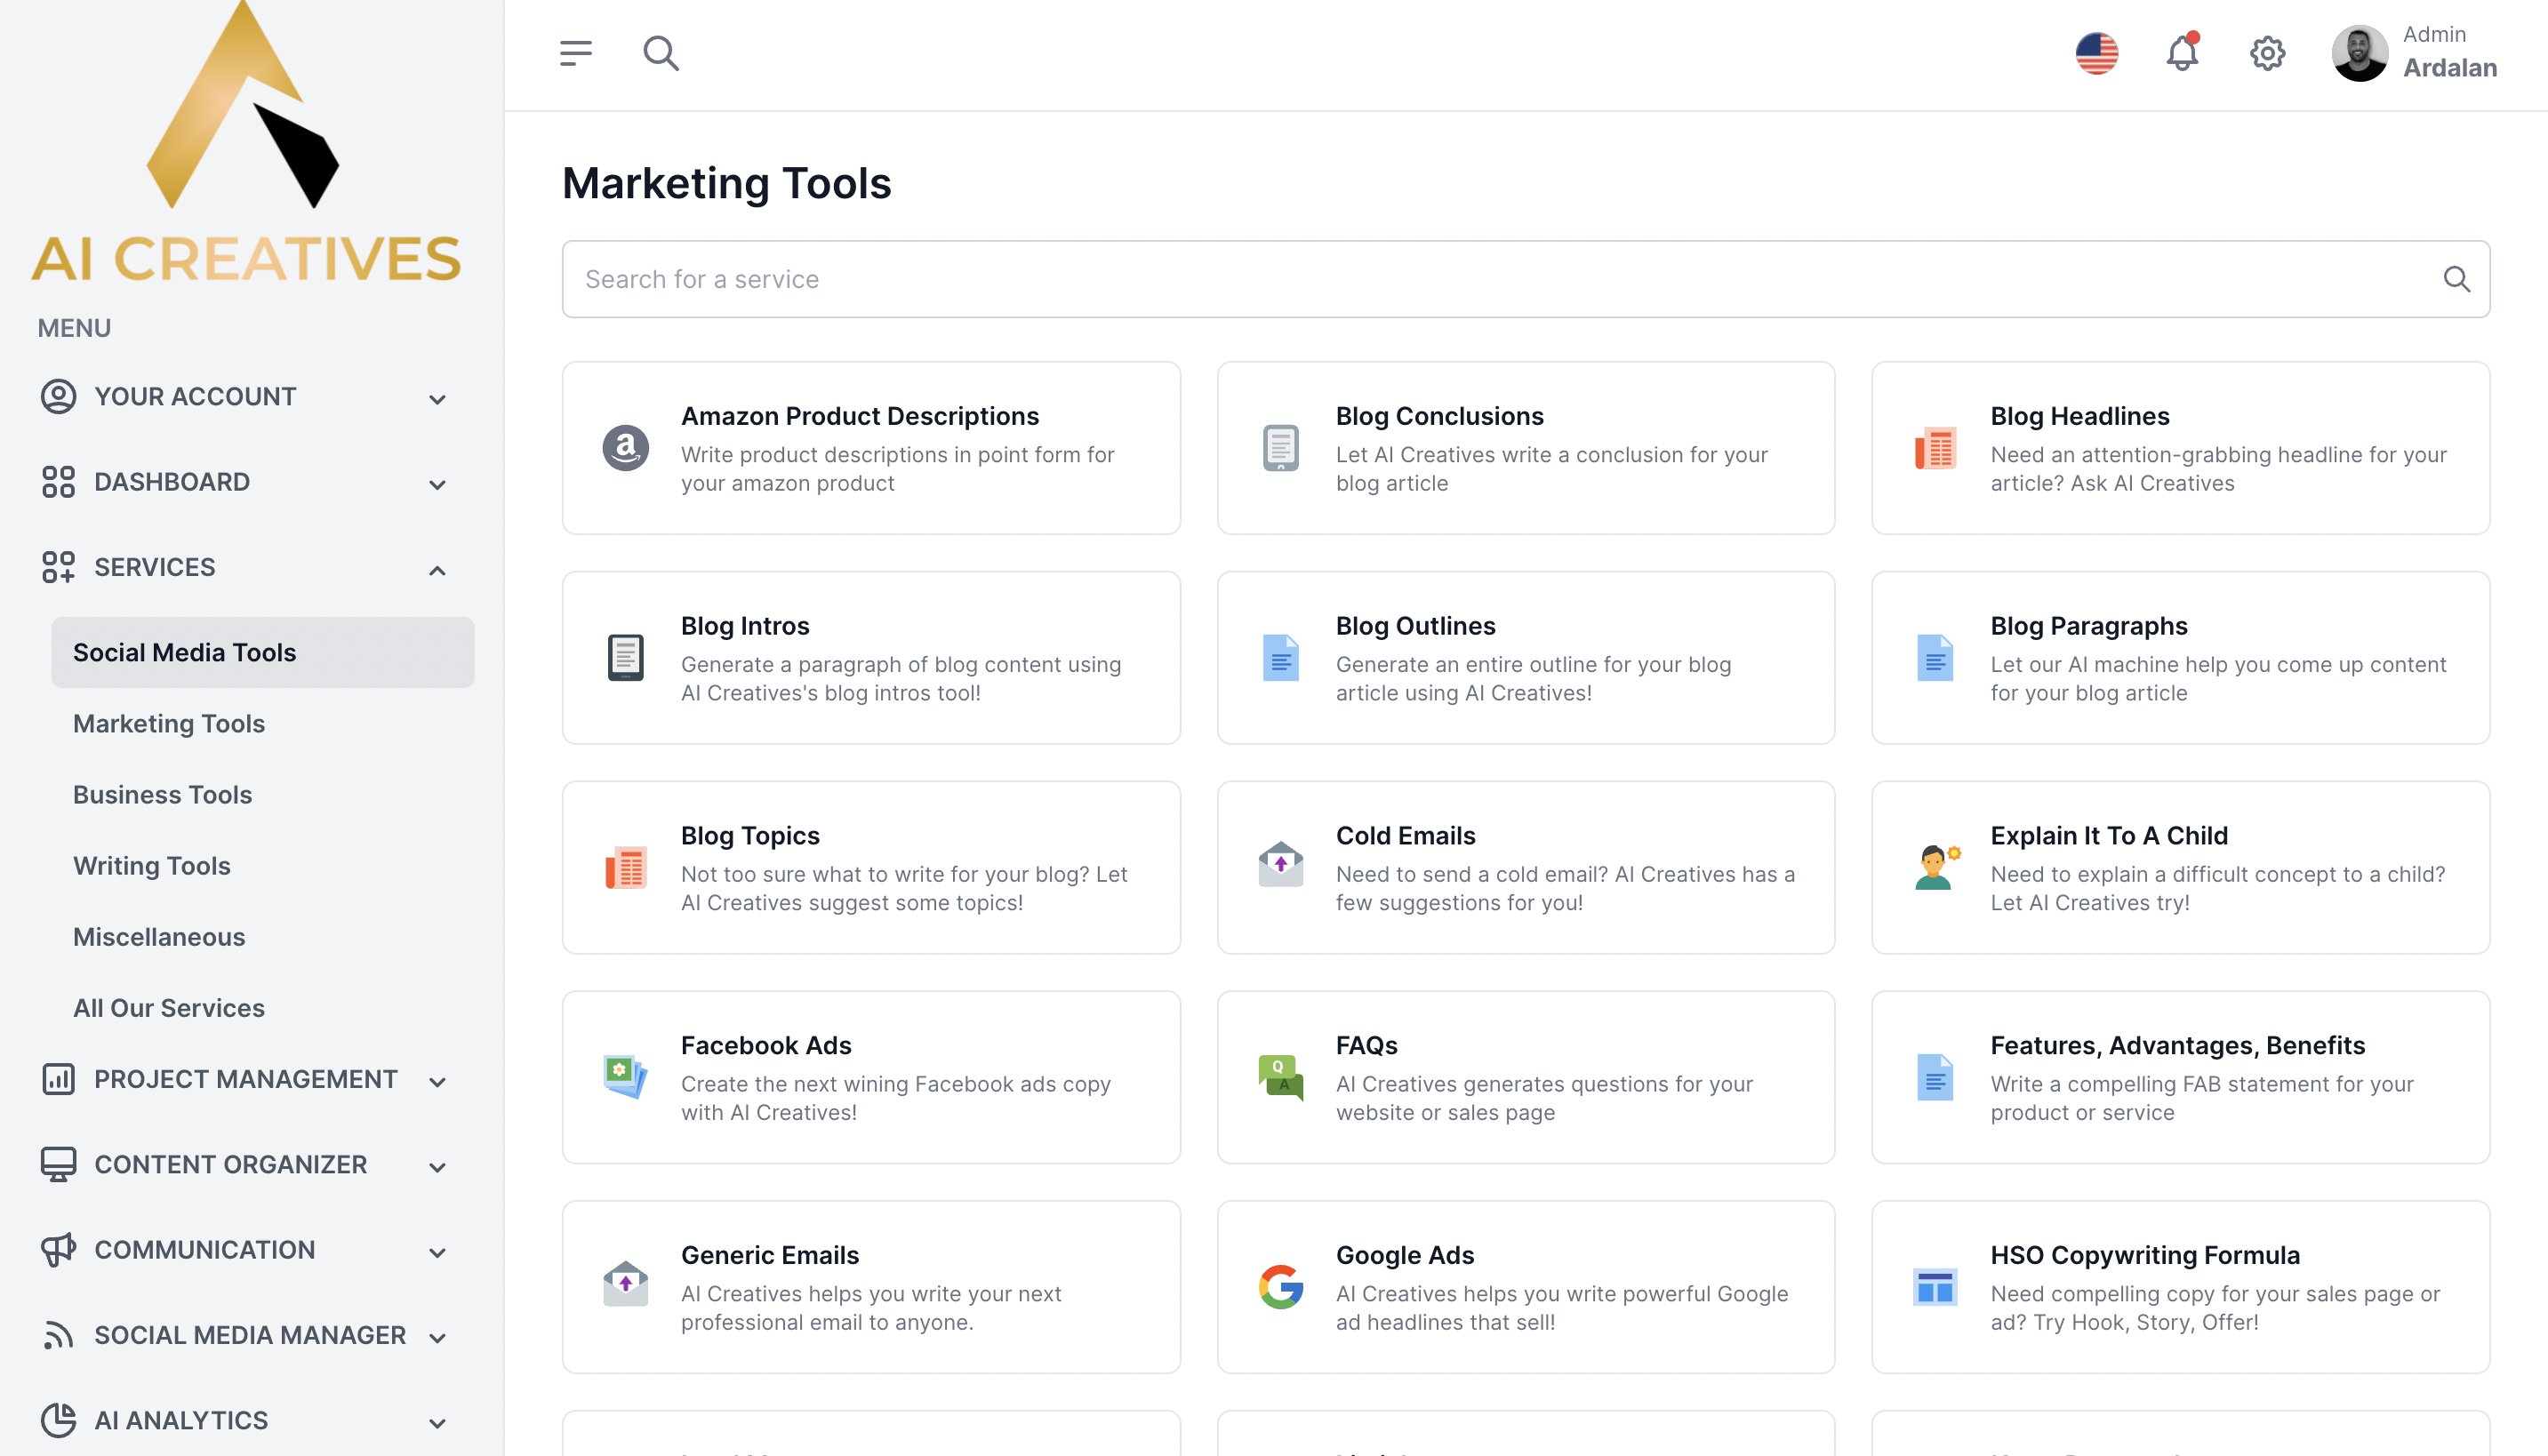 AI CREATIVES
MENU
YOUR ACCOUNT
DASHBOARD
SERVICES
Social Media Tools
Marketing Tools
Business Tools
Writing Tools
Miscellaneous
All Our Services
PROJECT MANAGEMENT
CONTENT ORGANIZER
COMMUNICATION
SOCIAL MEDIA MANAGER
AI ANALYTICS
Admin
Ardalan
Marketing Tools
Search for a service
a
Amazon Product Descriptions
Write product descriptions in point form for
your amazon product
Blog Conclusions
Let AI Creatives write a conclusion for your
blog article
Blog Headlines
Need an attention-grabbing headline for your
article? Ask AI Creatives
Blog Intros
Generate a paragraph of blog content using
AI Creatives's blog intros tool!
Blog Outlines
Generate an entire outline for your blog
article using AI Creatives!
Blog Paragraphs
Let our AI machine help you come up content
for your blog article
Blog Topics
Not too sure what to write for your blog? Let
AI Creatives suggest some topics!
Cold Emails
Need to send a cold email? AI Creatives has a
few suggestions for you!
Explain It To A Child
Need to explain a difficult concept to a child?
Let AI Creatives try!
Facebook Ads
Create the next wining Facebook ads copy
with AI Creatives!
Q
A
FAQs
AI Creatives generates questions for your
website or sales page
Features, Advantages, Benefits
Write a compelling FAB statement for your
product or service
Generic Emails
AI Creatives helps you write your next
professional email to anyone.
G
Google Ads
AI Creatives helps you write powerful Google
ad headlines that sell!
HSO Copywriting Formula
Need compelling copy for your sales page or
ad? Try Hook, Story, Offer!